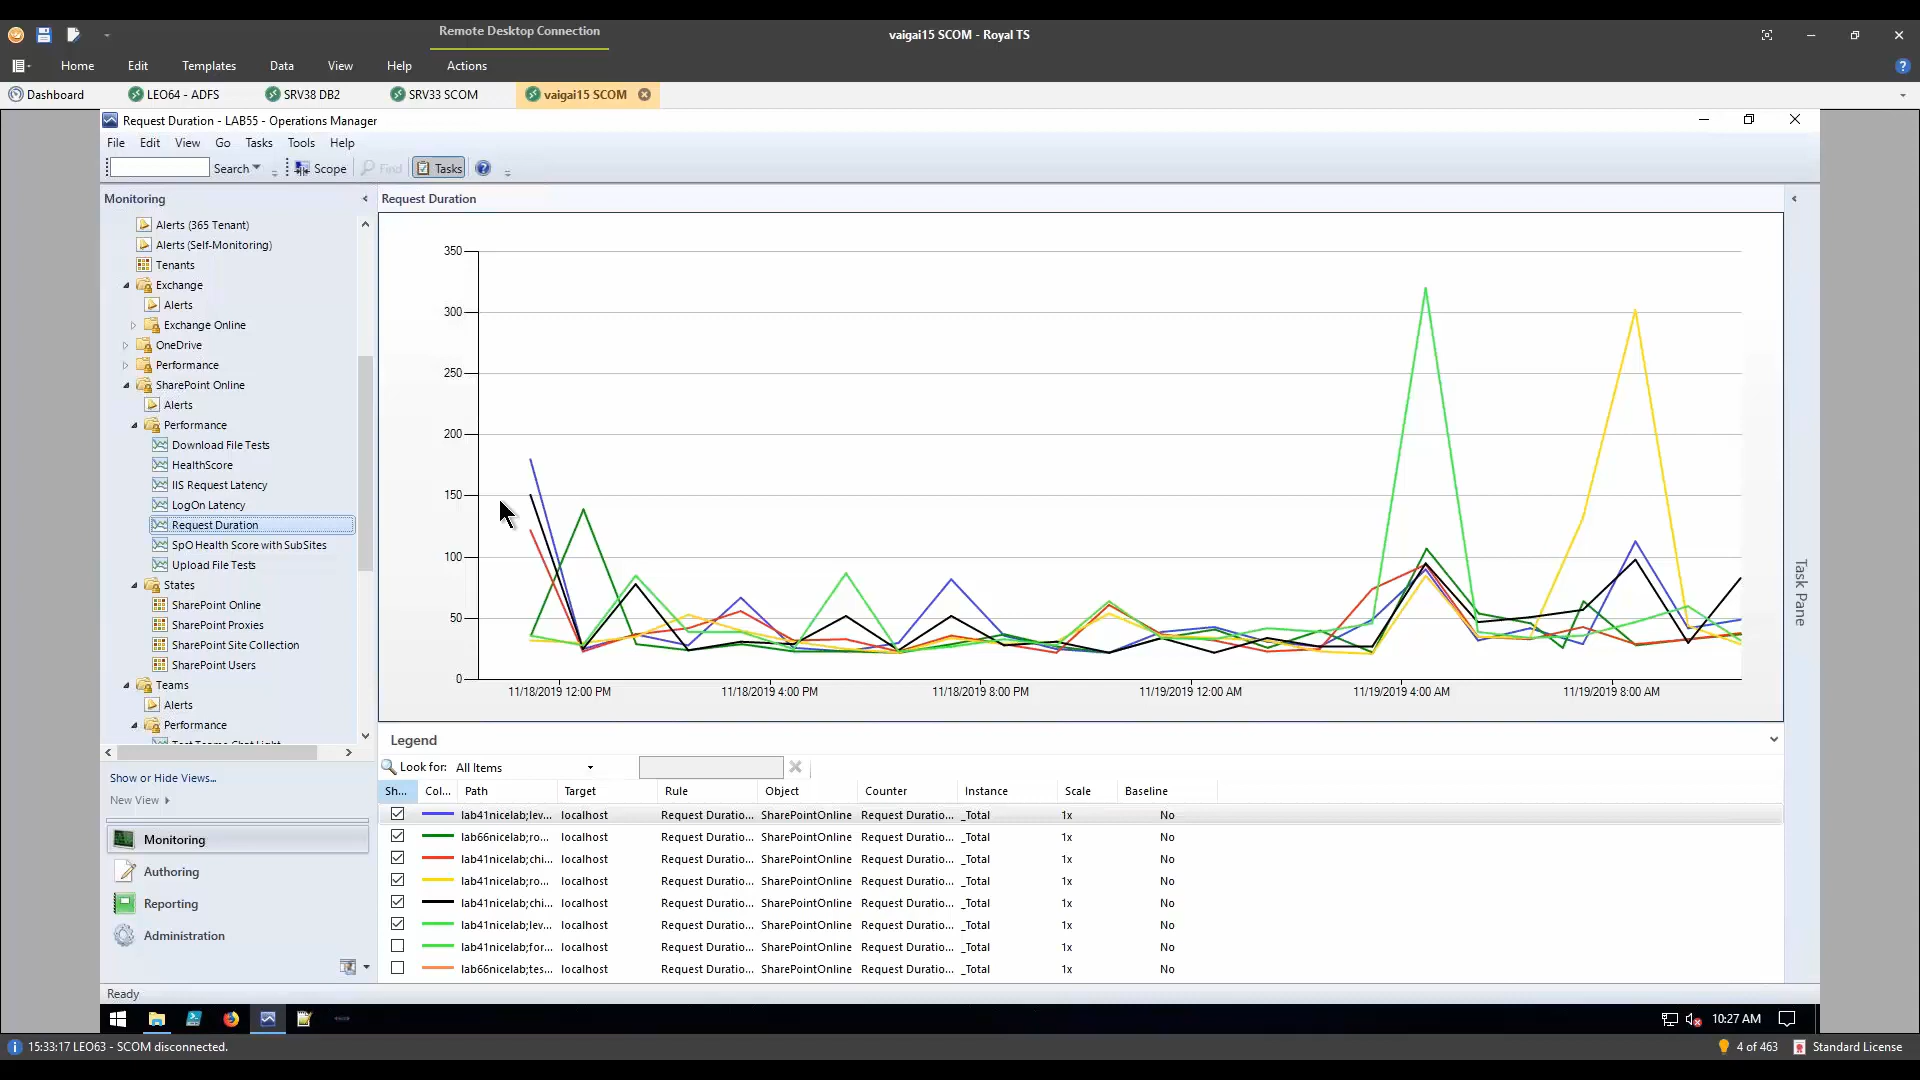 Remote Desktop Connection
vaigai15 SCOM - Royal TS
Home Edit Templates Data View Help Actions
Dashboard LEO64 - ADFS SRV38 DB2 SRV33 SCOM vaigai15 SCOM
Request Duration - LAB55 - Operations Manager
File Edit View Go Tasks Tools Help
Search Scope Find Tasks
Monitoring
Alerts (365 Tenant)
Alerts (Self-Monitoring)
Tenants
Exchange
Alerts
Exchange Online
OneDrive
Performance
SharePoint Online
Alerts
Performance
Download File Tests
HealthScore
IIS Request Latency
LogOn Latency
Request Duration
SpO Health Score with SubSites
Upload File Tests
States
SharePoint Online
SharePoint Proxies
SharePoint Site Collection
SharePoint Users
Teams
Alerts
Performance
Show or Hide Views...
New View
Monitoring
Authoring
Reporting
Administration
Request Duration
350
300
250
200
150
100
50
0
11/18/2019 12:00 PM 11/18/2019 4:00 PM 11/18/2019 8:00 PM 11/19/2019 12:00 AM 11/19/2019 4:00 AM 11/19/2019 8:00 AM
Task Pane
Legend
Look for: All Items
Sh... Col... Path Target Rule Object Counter Instance Scale Baseline
lab41nicelab;lev... localhost Request Duratio... SharePointOnline Request Duratio... _Total 1x No
lab66nicelab;ro... localhost Request Duratio... SharePointOnline Request Duratio... _Total 1x No
lab41nicelab;chi... localhost Request Duratio... SharePointOnline Request Duratio... _Total 1x No
lab41nicelab;ro... localhost Request Duratio... SharePointOnline Request Duratio... _Total 1x No
lab41nicelab;chi... localhost Request Duratio... SharePointOnline Request Duratio... _Total 1x No
lab41nicelab;lev... localhost Request Duratio... SharePointOnline Request Duratio... _Total 1x No
lab41nicelab;for... localhost Request Duratio... SharePointOnline Request Duratio... _Total 1x No
lab66nicelab;tes... localhost Request Duratio... SharePointOnline Request Duratio... _Total 1x No
Ready
10:27 AM
15:33:17 LEO63 - SCOM disconnected.
4 of 463 Standard License